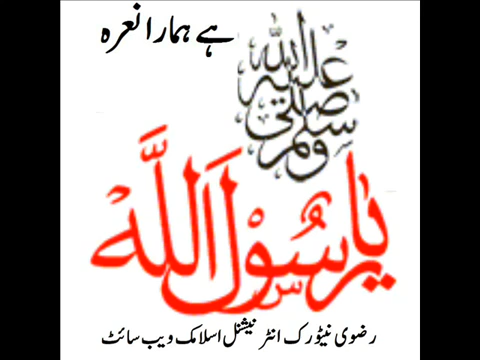 ہے ہمارا نعرہ
صلی اللہ علیہ وسلم
یا رسول اللہ
رضوی نیٹورک انٹرنیشنل اسلامک ویب سائٹ